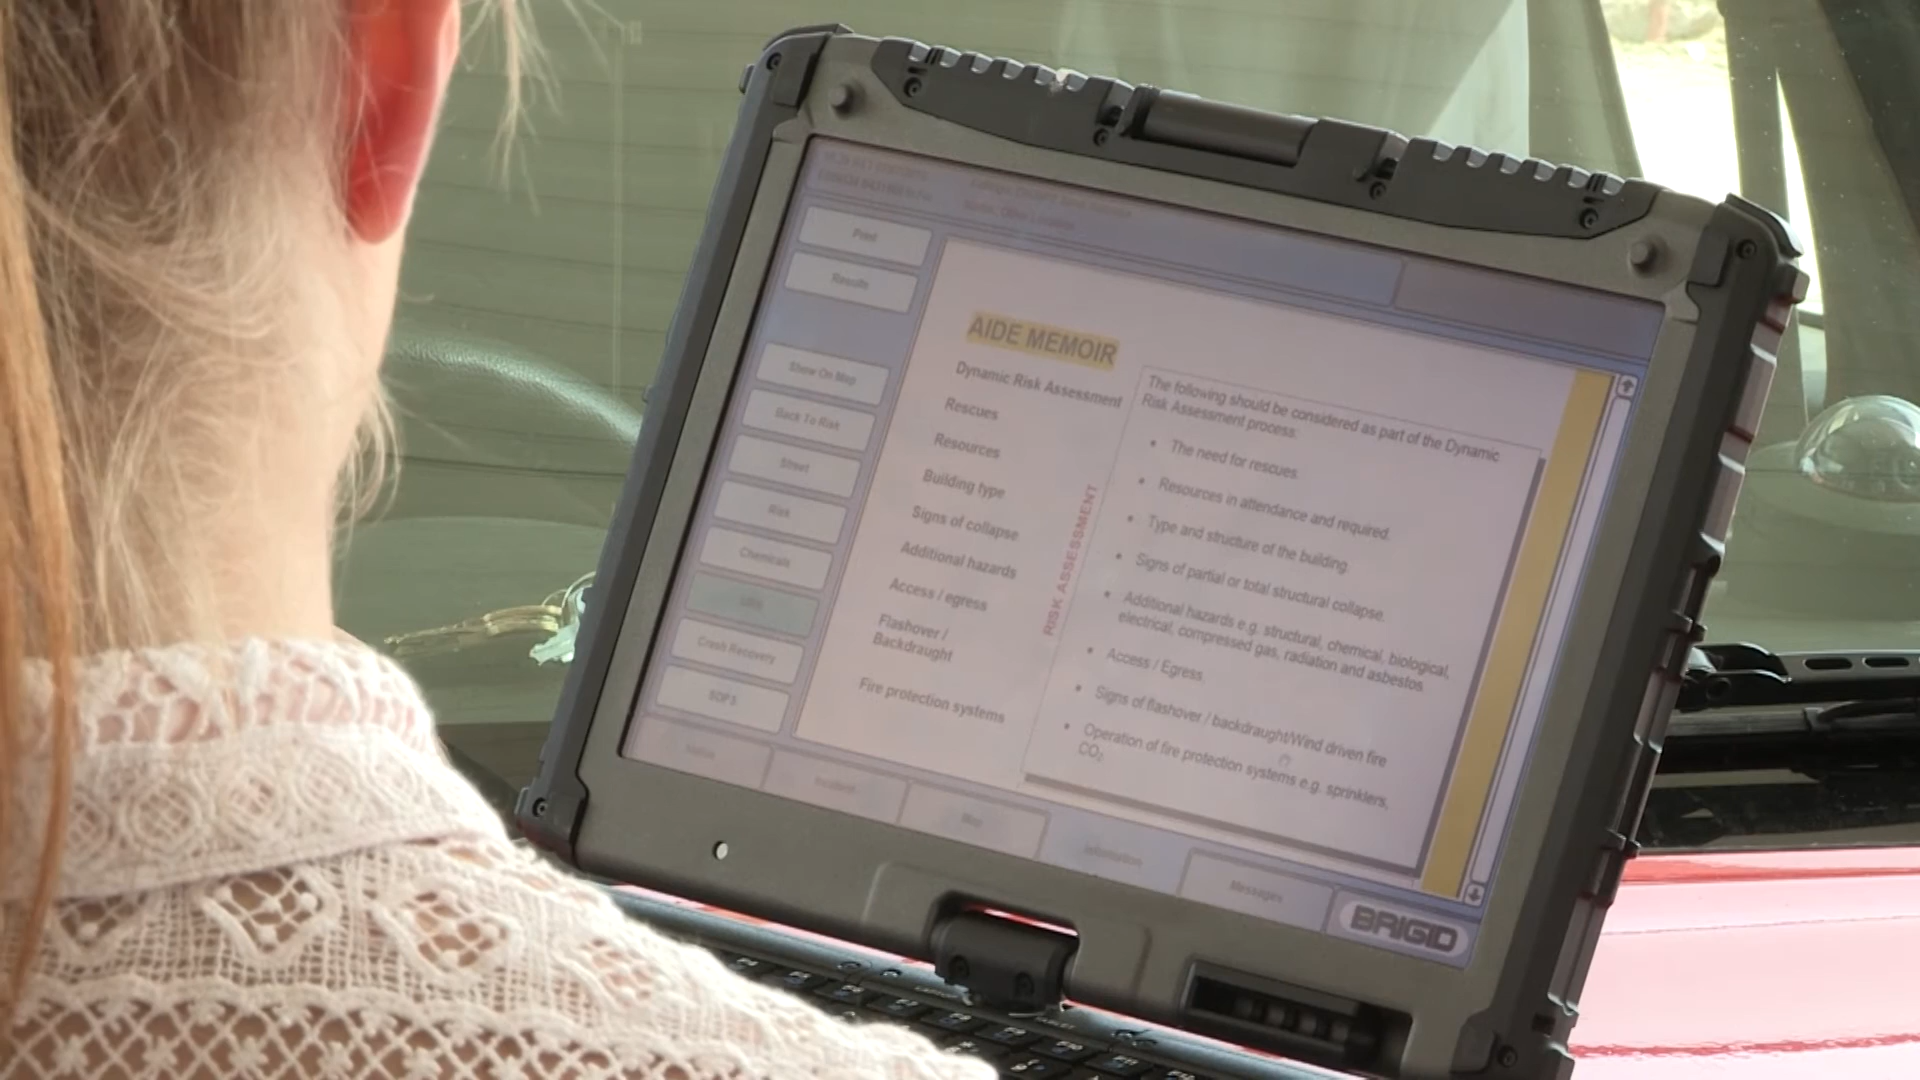 Print
Results
Show On Map
Back To Risk
Street
Risk
Chemicals
Crash Recovery
SOPS
AIDE MEMOIR
Dynamic Risk Assessment
Rescues
Resources
Building type
Signs of collapse
Additional hazards
Access / egress
Flashover /
Backdraught
Fire protection systems
RISK ASSESSMENT
The following should be considered as part of the Dynamic
Risk Assessment process:
• The need for rescues.
• Resources in attendance and required.
• Type and structure of the building.
• Signs of partial or total structural collapse.
• Additional hazards e.g. structural, chemical, biological,
electrical, compressed gas, radiation and asbestos
• Access / Egress
• Signs of flashover / backdraught/Wind driven fire
• Operation of fire protection systems e.g. sprinklers,
CO₂
Map
Information
Messages
BRIGID